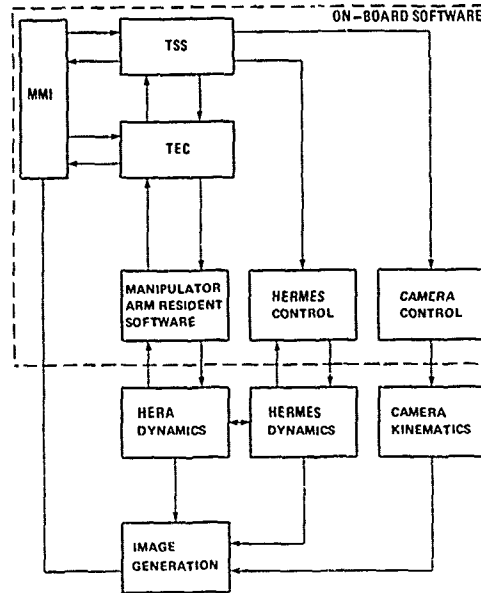 ON-BOARD SOFTWARE
MMI
TSS
TEC
MANIPULATOR
ARM RESIDENT
SOFTWARE
HERMES
CONTROL
CAMERA
CONTROL
HERA
DYNAMICS
HERMES
DYNAMICS
CAMERA
KINEMATICS
IMAGE
GENERATION